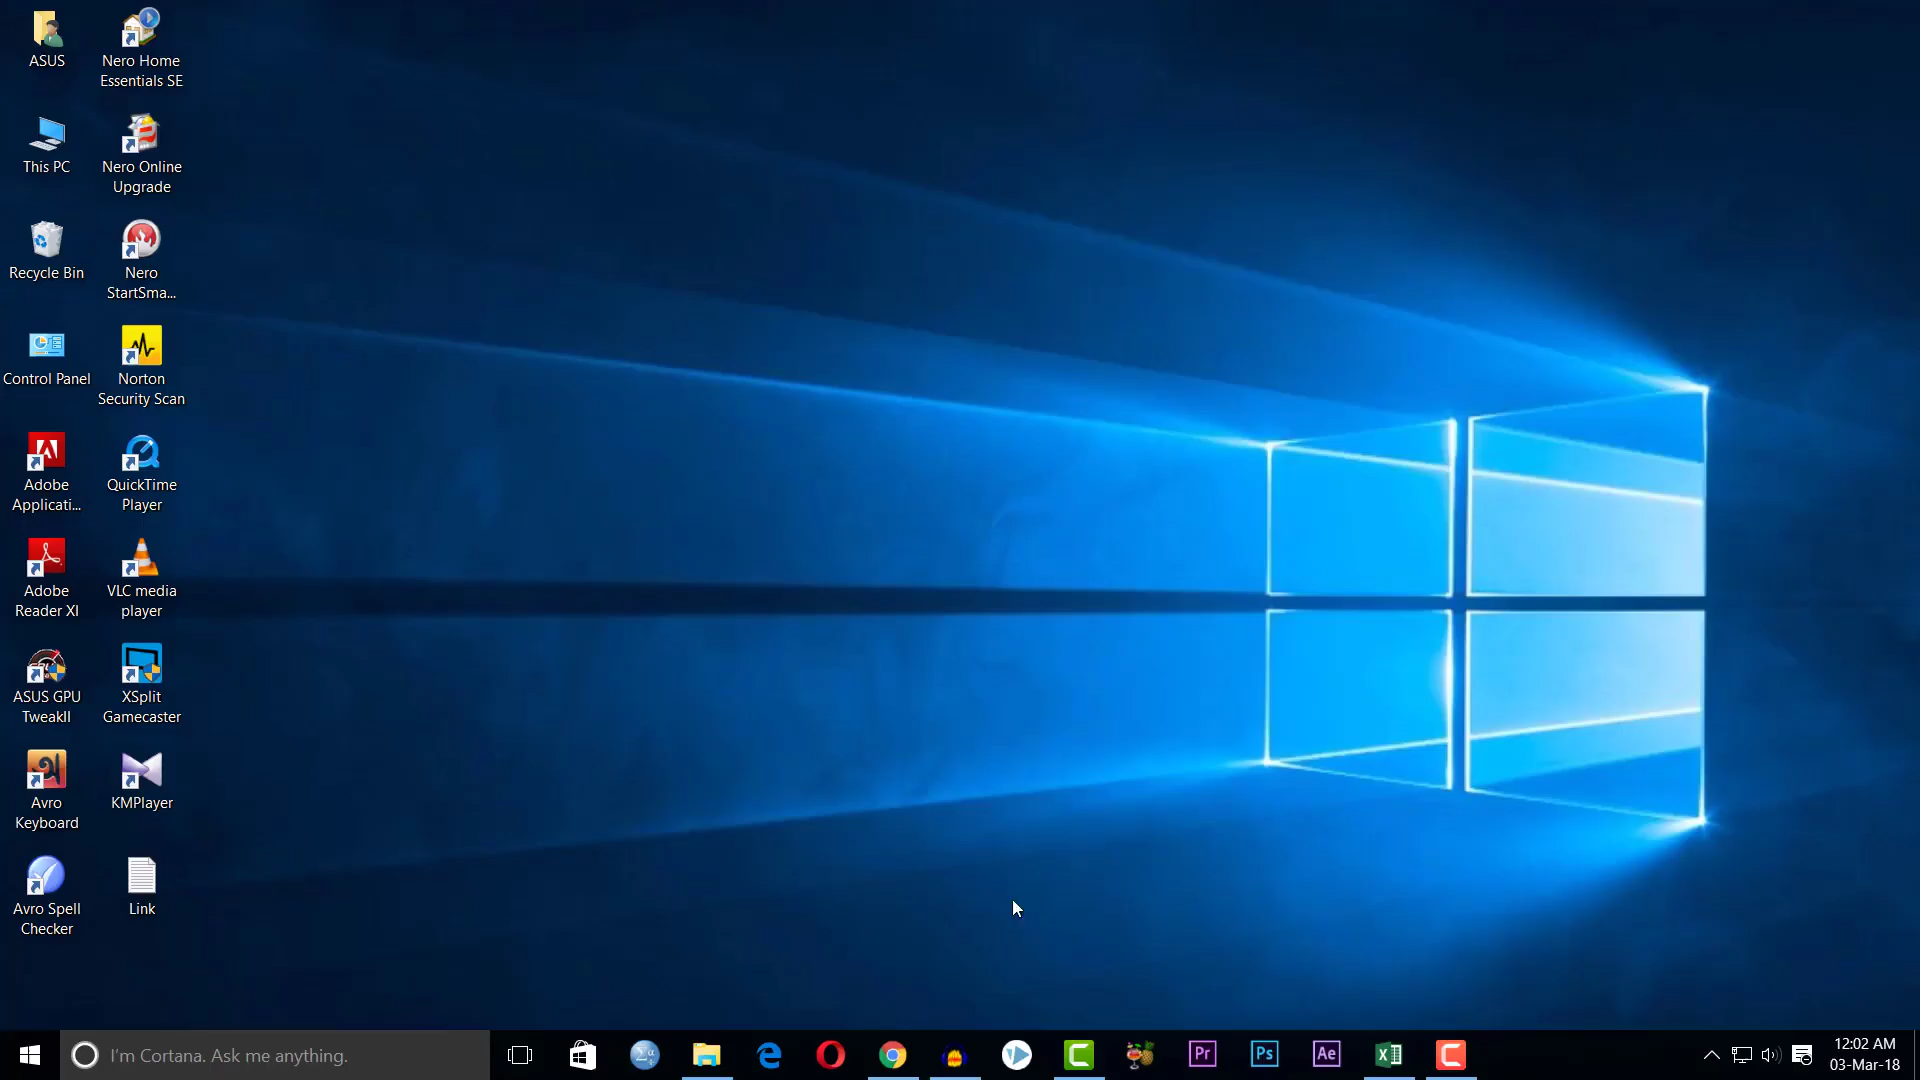 ASUS
Nero Home
Essentials SE
This PC
Nero Online
Upgrade
Recycle Bin
Nero
StartSma...
Control Panel
Norton
Security Scan
Adobe
Applicati...
QuickTime
Player
Adobe
Reader XI
VLC media
player
ASUS GPU
TweakII
XSplit
Gamecaster
Avro
Keyboard
KMPlayer
Avro Spell
Checker
Link
I'm Cortana. Ask me anything.
Pr
Ps
Ae
12:02 AM
03-Mar-18